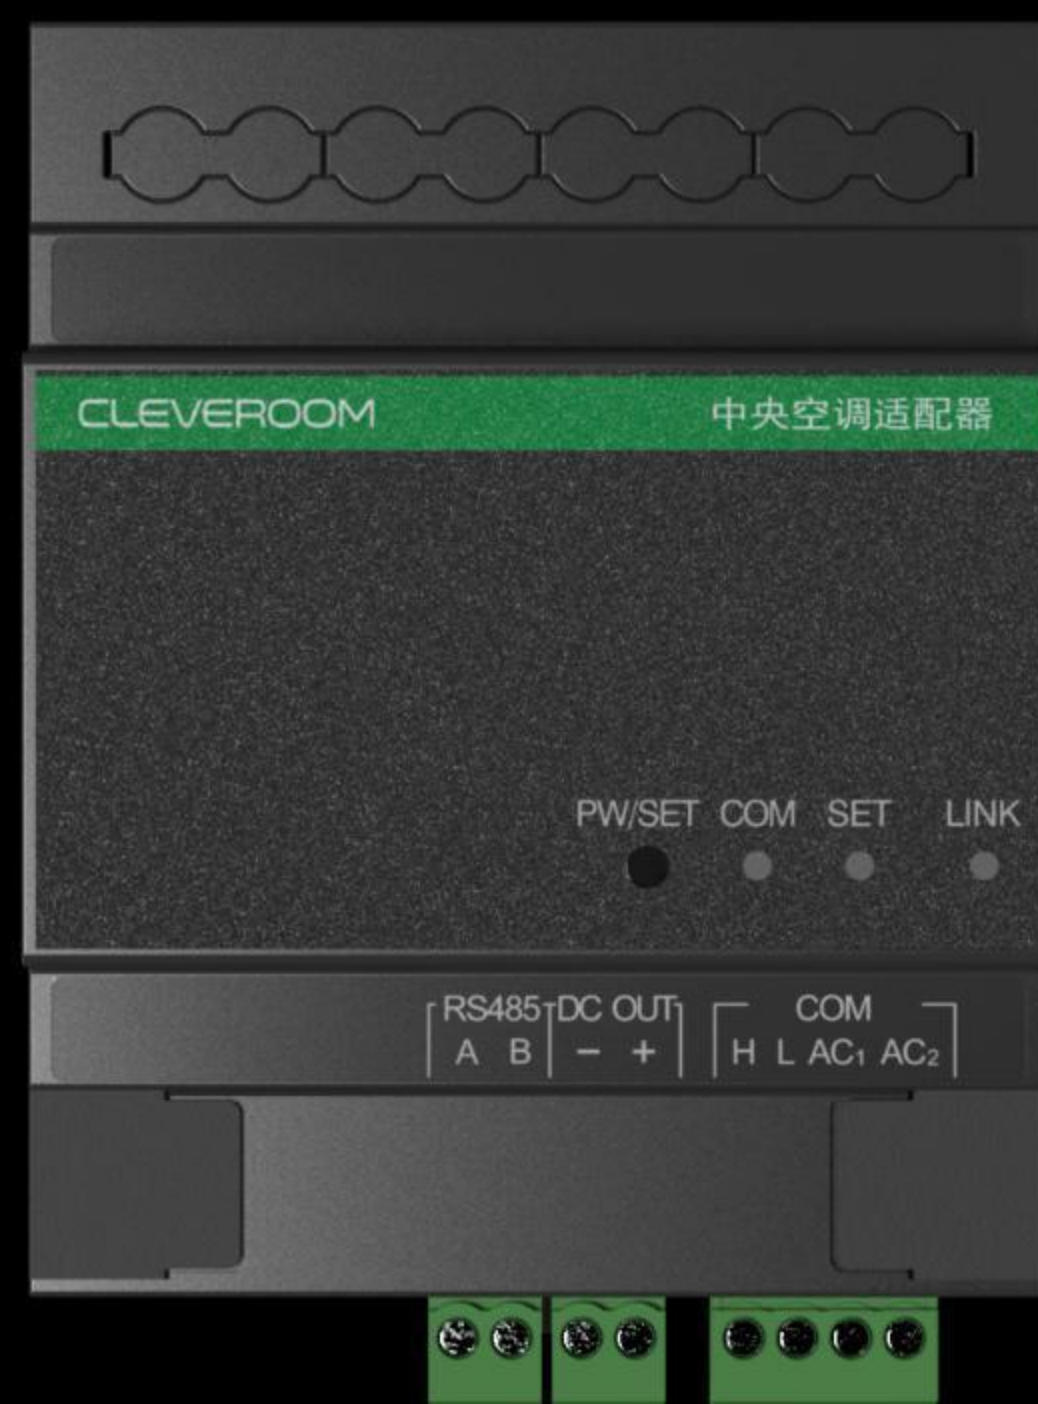 CLEVEROOM 中央空调适配器
PW/SET COM SET LINK
RS485 DC OUT COM
A B − + H L AC₁ AC₂